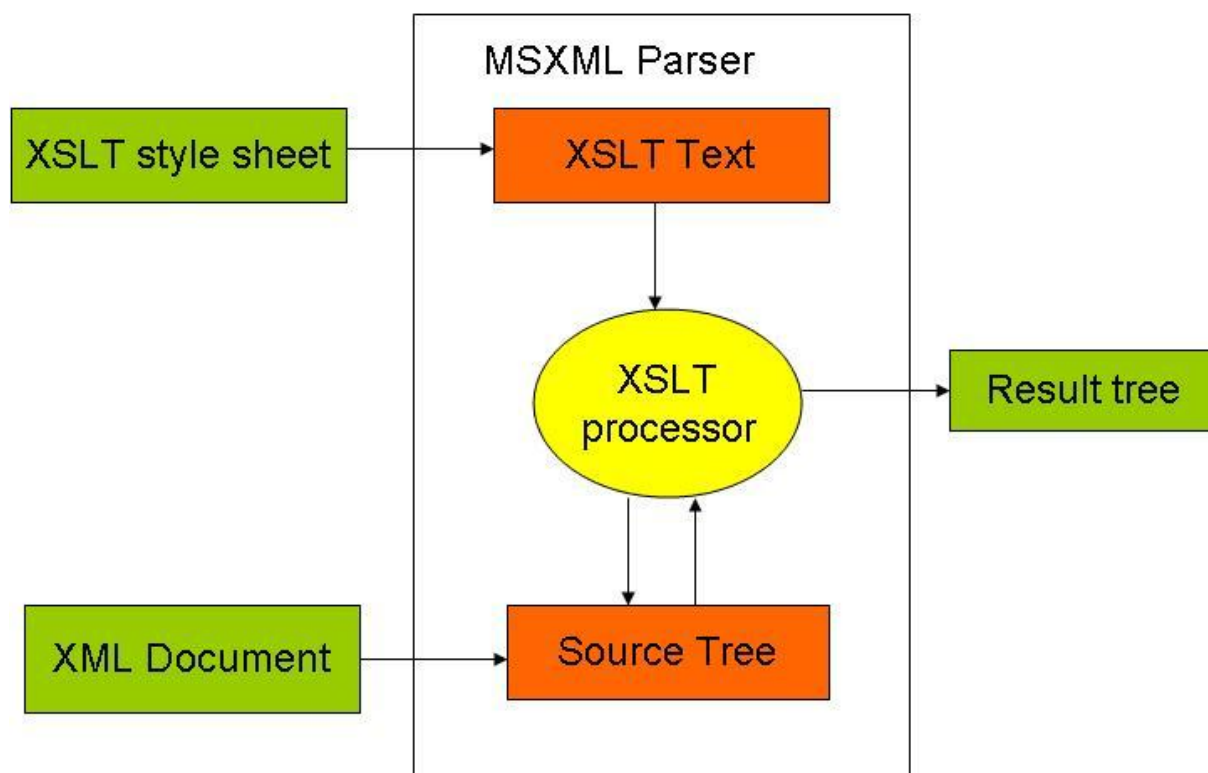 MSXML Parser
XSLT style sheet
XSLT Text
XSLT
processor
Result tree
XML Document
Source Tree